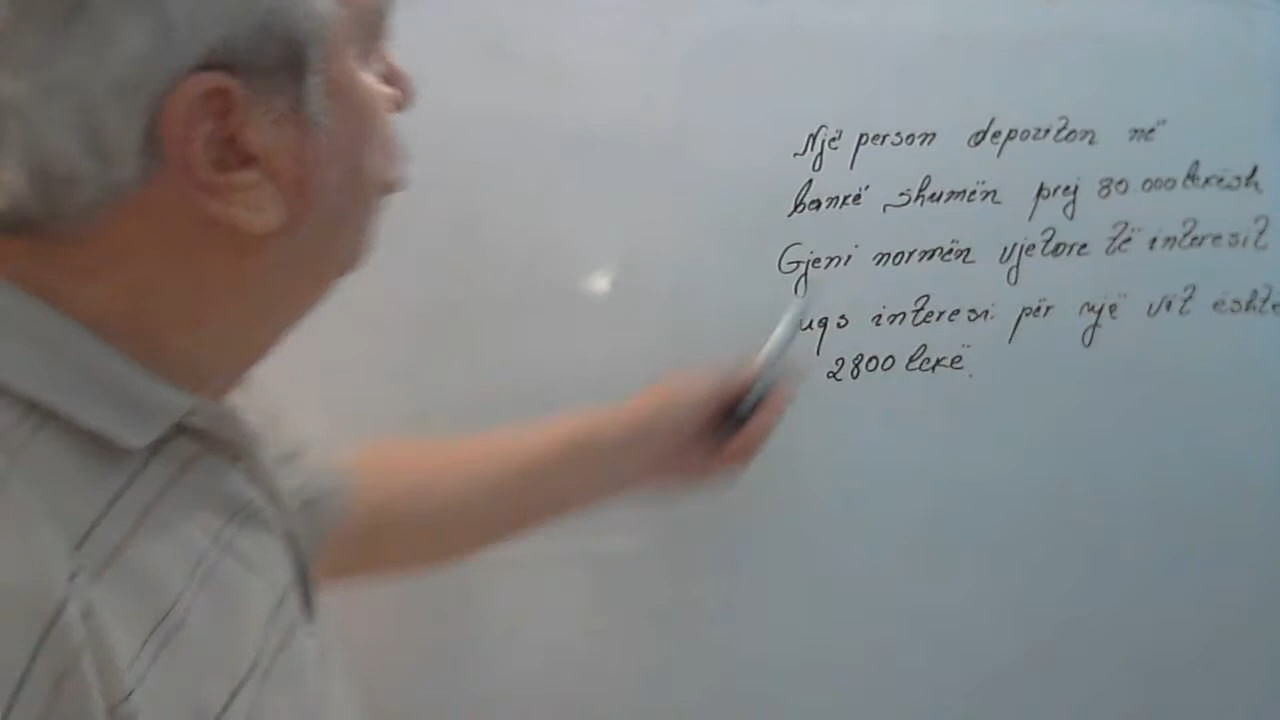 Një person depoziton në
bankë shumën prej 80.000 lekësh
Gjeni normën vjetore të interesit
nqs interesi për një vit është
2800 lekë.